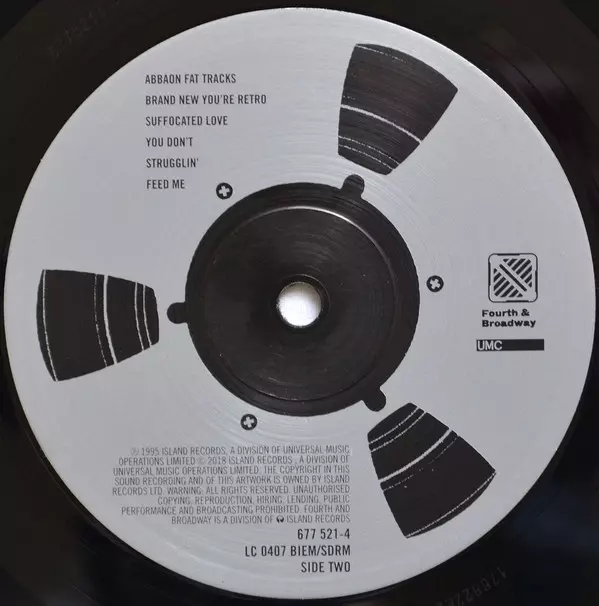 ABBAON FAT TRACKS
BRAND NEW YOU'RE RETRO
SUFFOCATED LOVE
YOU DON'T
STRUGGLIN'
FEED ME
Fourth &
Broadway
UMC
℗ 1995 ISLAND RECORDS, A DIVISION OF UNIVERSAL MUSIC
OPERATIONS LIMITED © 2018 ISLAND RECORDS , A DIVISION OF
UNIVERSAL MUSIC OPERATIONS LIMITED. THE COPYRIGHT IN THIS
SOUND RECORDING AND OF THIS ARTWORK IS OWNED BY ISLAND
RECORDS LTD. WARNING: ALL RIGHTS RESERVED. UNAUTHORISED
COPYING, REPRODUCTION, HIRING, LENDING, PUBLIC
PERFORMANCE AND BROADCASTING PROHIBITED. FOURTH AND
BROADWAY IS A DIVISION OF ISLAND RECORDS
677 521-4
LC 0407 BIEM/SDRM
SIDE TWO